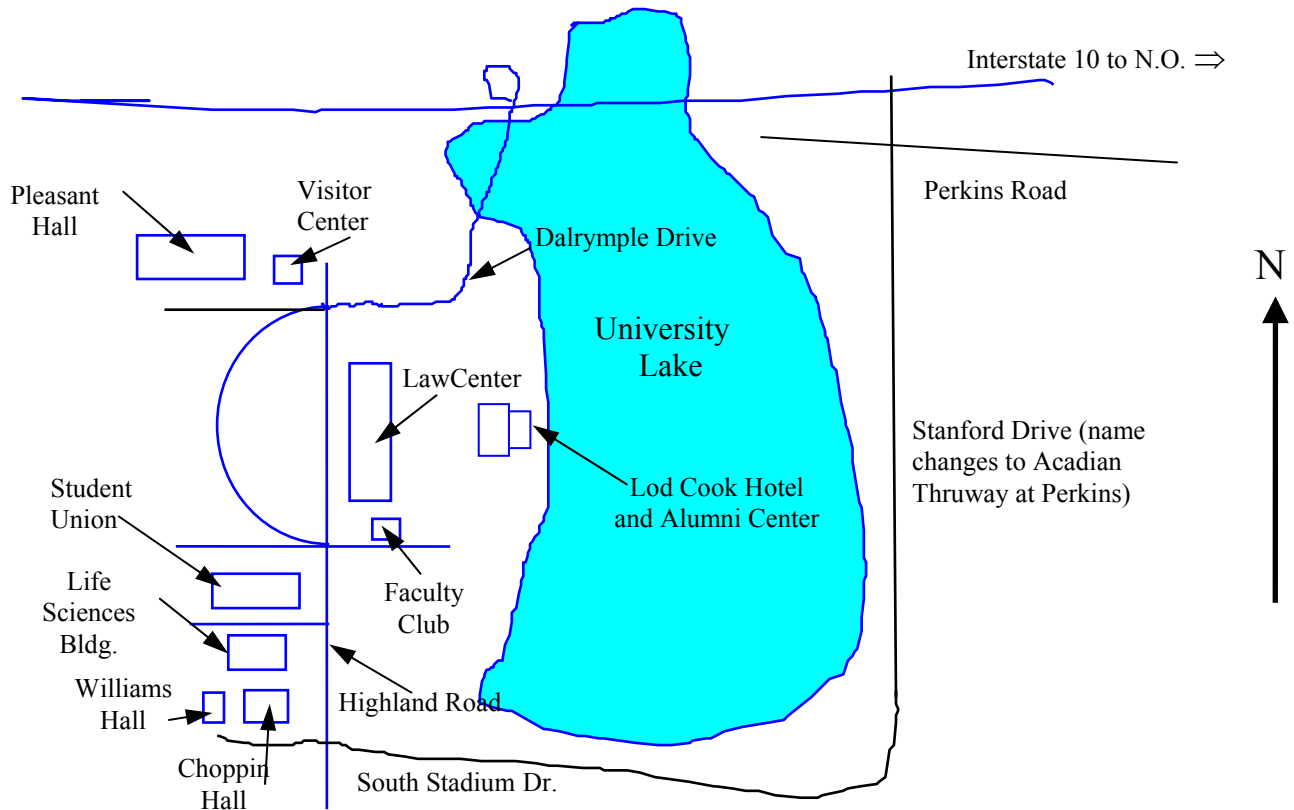 Interstate 10 to N.O. ⇒
Perkins Road
Pleasant
Hall
Visitor
Center
Dalrymple Drive
N
University
Lake
LawCenter
Stanford Drive (name
changes to Acadian
Thruway at Perkins)
Lod Cook Hotel
and Alumni Center
Student
Union
Life
Sciences
Bldg.
Faculty
Club
Williams
Hall
Highland Road
Choppin
Hall
South Stadium Dr.